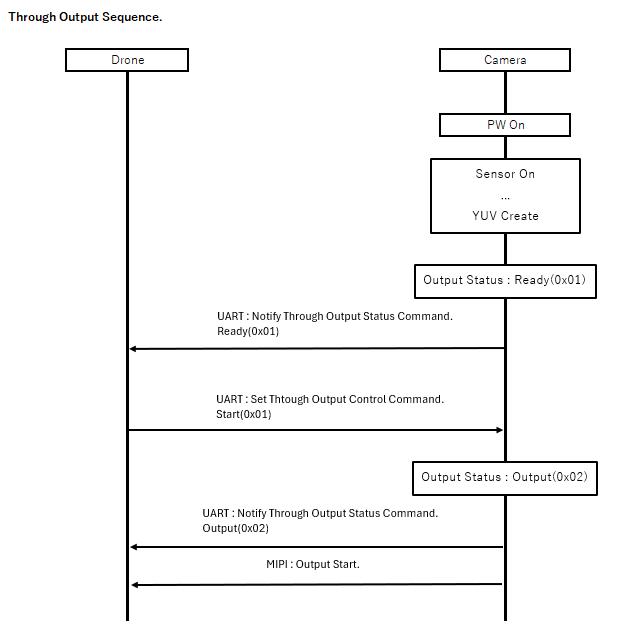 Through Output Sequence.
Drone
Camera
PW On
Sensor On
...
YUV Create
Output Status : Ready(0x01)
UART : Notify Through Output Status Command.
Ready(0x01)
UART : Set Thtough Output Control Command.
Start(0x01)
Output Status : Output(0x02)
UART : Notify Through Output Status Command.
Output(0x02)
MIPI : Output Start.